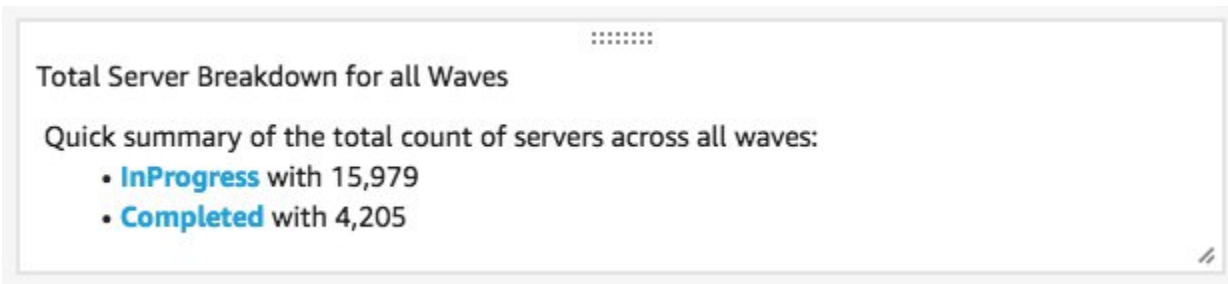 Total Server Breakdown for all Waves
Quick summary of the total count of servers across all waves:
• InProgress with 15,979
• Completed with 4,205